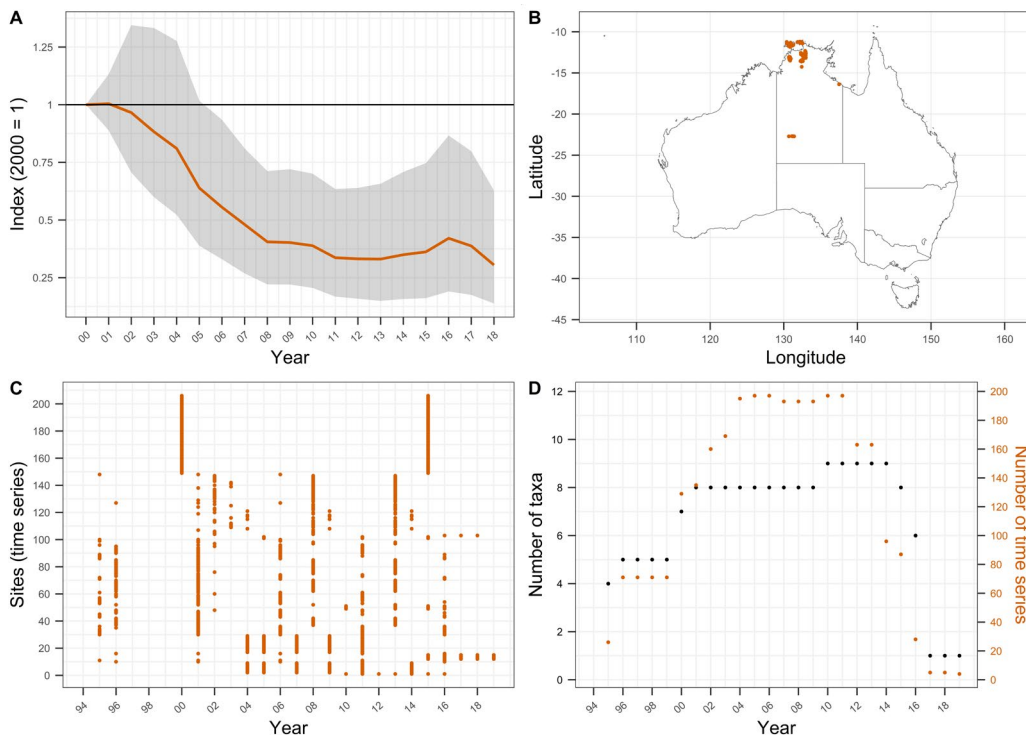 A
Index (2000 = 1)
1.25
1
0.75
0.5
0.25
00 01 02 03 04 05 06 07 08 09 10 11 12 13 14 15 16 17 18
Year
B
Latitude
-10
-15
-20
-25
-30
-35
-40
-45
110 120 130 140 150 160
Longitude
C
Sites (time series)
200
180
160
140
120
100
80
60
40
20
0
94 96 98 00 02 04 06 08 10 12 14 16 18
Year
D
Number of taxa
12
10
8
6
4
2
0
200
180
160
140
120
100
80
60
40
20
0
Number of time series
94 96 98 00 02 04 06 08 10 12 14 16 18
Year